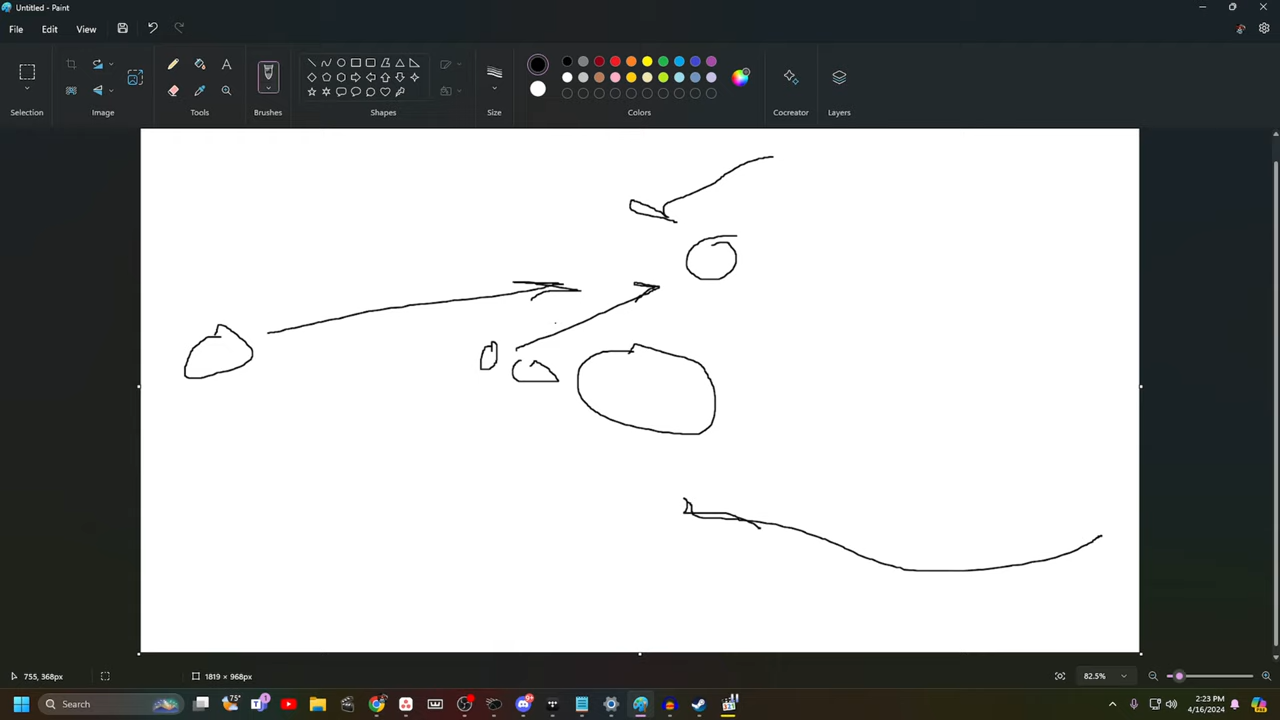 Untitled - Paint
File Edit View
Selection Image Tools Brushes Shapes Size Colors Cocreator Layers
755, 368px 1819 × 968px 82.5%
Search 75° 2:23 PM
4/16/2024